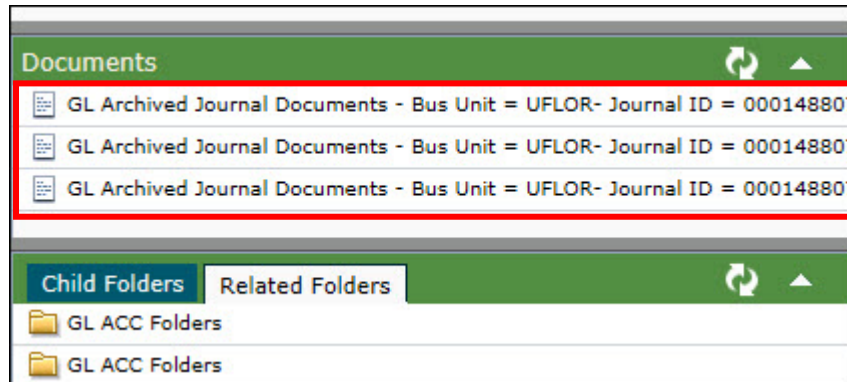 Documents
GL Archived Journal Documents - Bus Unit = UFLOR- Journal ID = 00014880
GL Archived Journal Documents - Bus Unit = UFLOR- Journal ID = 00014880
GL Archived Journal Documents - Bus Unit = UFLOR- Journal ID = 00014880
Child Folders Related Folders
GL ACC Folders
GL ACC Folders